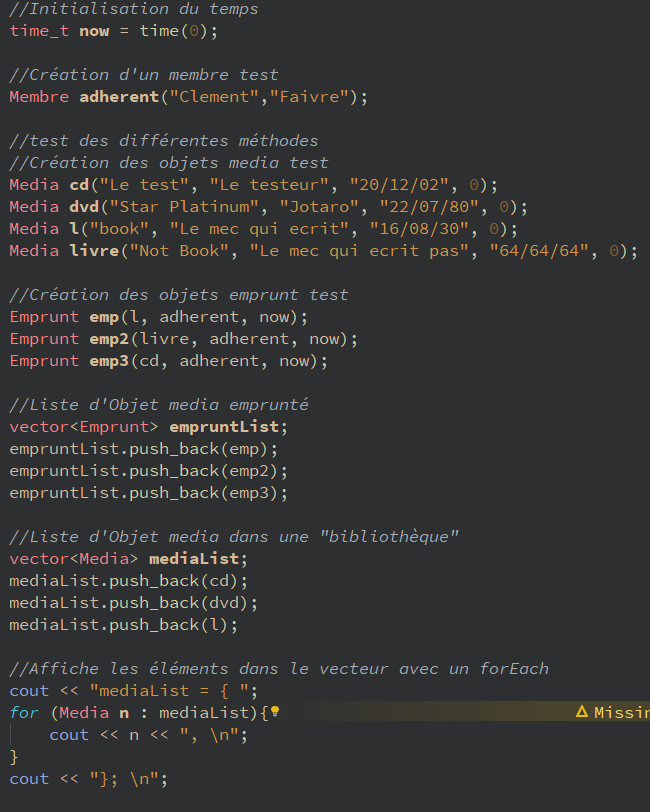 //Initialisation du temps
time_t now = time(0);
//Création d'un membre test
Membre adherent("Clement","Faivre");
//test des différentes méthodes
//Création des objets media test
Media cd("Le test", "Le testeur", "20/12/02", 0);
Media dvd("Star Platinum", "Jotaro", "22/07/80", 0);
Media l("book", "Le mec qui ecrit", "16/08/30", 0);
Media livre("Not Book", "Le mec qui ecrit pas", "64/64/64", 0);
//Création des objets emprunt test
Emprunt emp(l, adherent, now);
Emprunt emp2(livre, adherent, now);
Emprunt emp3(cd, adherent, now);
//Liste d'Objet media emprunté
vector<Emprunt> empruntList;
empruntList.push_back(emp);
empruntList.push_back(emp2);
empruntList.push_back(emp3);
//Liste d'Objet media dans une "bibliothèque"
vector<Media> mediaList;
mediaList.push_back(cd);
mediaList.push_back(dvd);
mediaList.push_back(l);
//Affiche les éléments dans le vecteur avec un forEach
cout << "mediaList = { ";
for (Media n : mediaList){
    cout << n << ", \n";
}
cout << "}; \n";